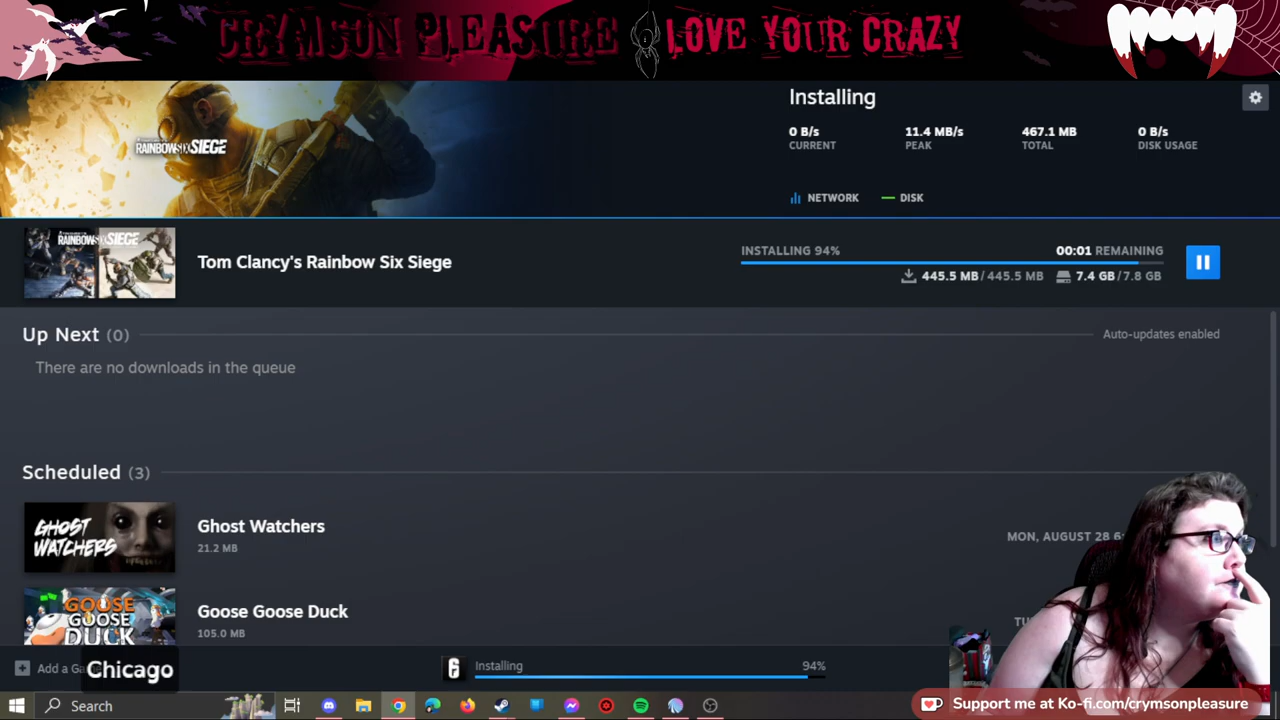 CRYMSON PLEASURE LOVE YOUR CRAZY
Installing
0 B/s 11.4 MB/s 467.1 MB 0 B/s
CURRENT PEAK TOTAL DISK USAGE
RAINBOWSIX SIEGE
NETWORK DISK
RAINBOWSIX SIEGE
Tom Clancy's Rainbow Six Siege
INSTALLING 94% 00:01 REMAINING
445.5 MB / 445.5 MB 7.4 GB / 7.8 GB
Up Next (0) Auto-updates enabled
There are no downloads in the queue
Scheduled (3)
GHOST WATCHERS
Ghost Watchers
21.2 MB
MON, AUGUST 28
GOOSE GOOSE DUCK
Goose Goose Duck
105.0 MB
Add a
Chicago
6 Installing 94%
Search
Support me at Ko-fi.com/crymsonpleasure